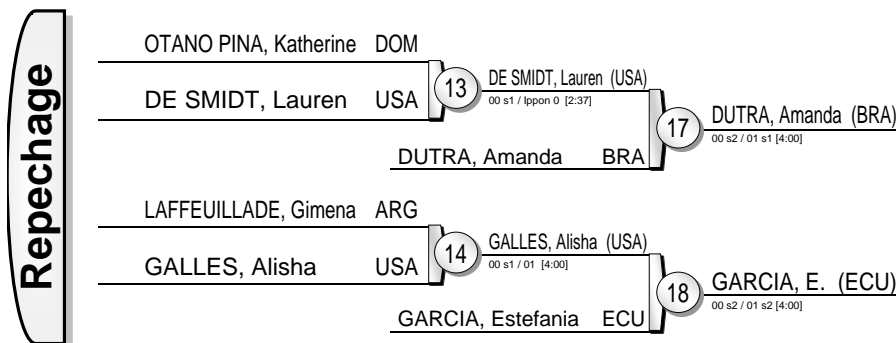 Repechage
OTANO PINA, Katherine DOM
DE SMIDT, Lauren USA
13
DE SMIDT, Lauren (USA)
00 s1 / Ippon 0 [2:37]
DUTRA, Amanda BRA
17
DUTRA, Amanda (BRA)
00 s2 / 01 s1 [4:00]
LAFFEUILLADE, Gimena ARG
GALLES, Alisha USA
14
GALLES, Alisha (USA)
00 s1 / 01 [4:00]
GARCIA, Estefania ECU
18
GARCIA, E. (ECU)
00 s2 / 01 s2 [4:00]